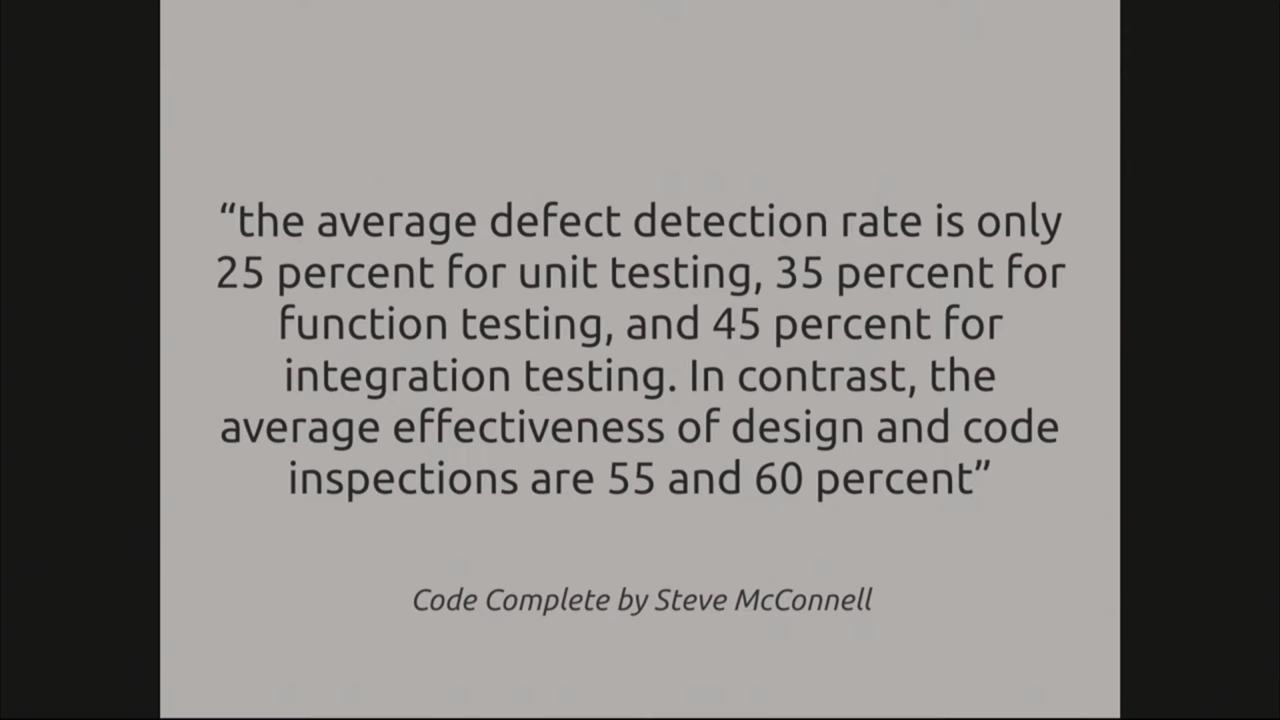 “the average defect detection rate is only
25 percent for unit testing, 35 percent for
function testing, and 45 percent for
integration testing. In contrast, the
average effectiveness of design and code
inspections are 55 and 60 percent”
Code Complete by Steve McConnell